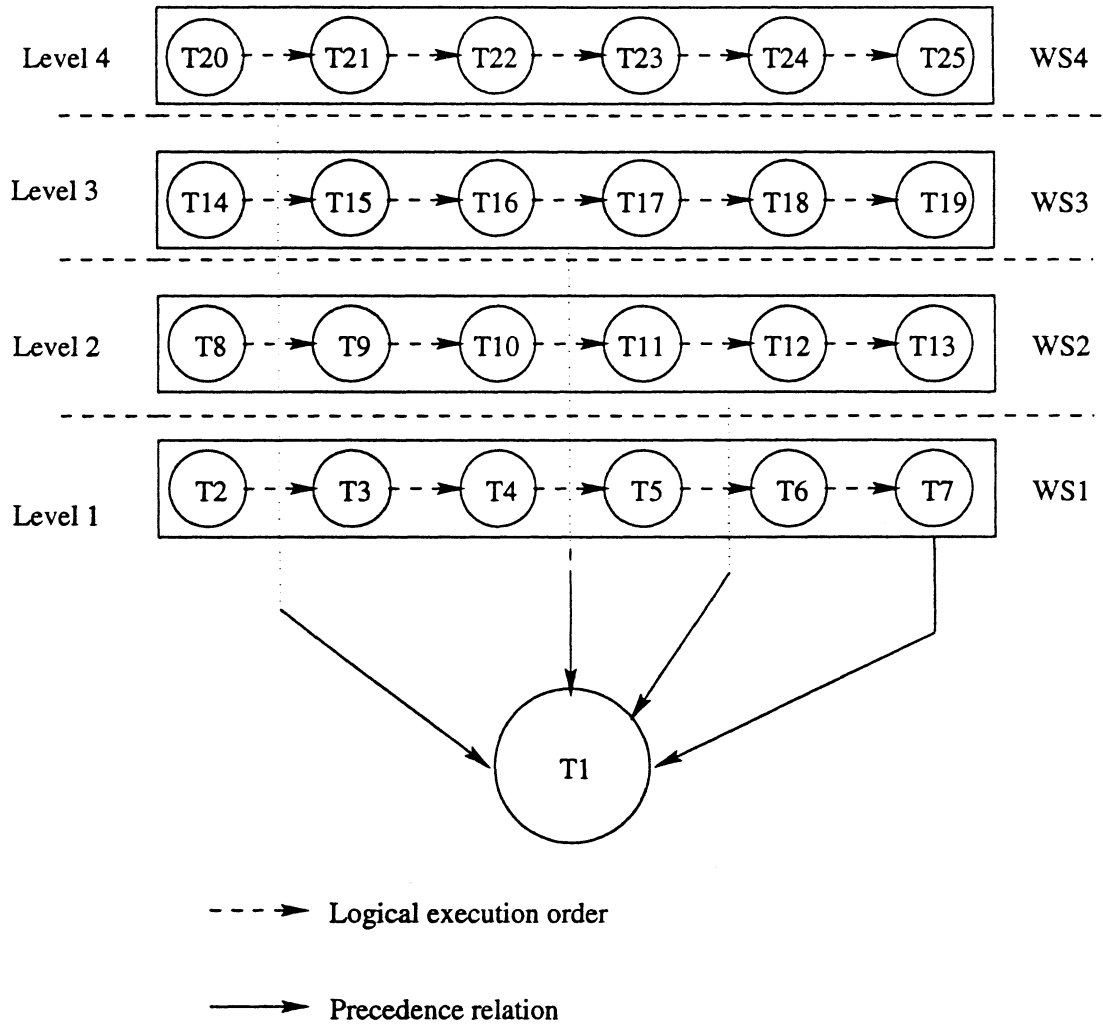 Level 4 T20 T21 T22 T23 T24 T25 WS4
Level 3 T14 T15 T16 T17 T18 T19 WS3
Level 2 T8 T9 T10 T11 T12 T13 WS2
Level 1 T2 T3 T4 T5 T6 T7 WS1
T1
Logical execution order
Precedence relation